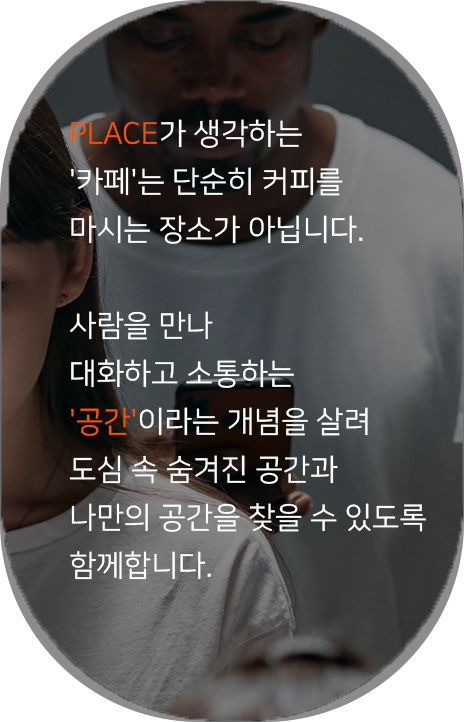 PLACE가 생각하는
'카페'는 단순히 커피를
마시는 장소가 아닙니다.
사람을 만나
대화하고 소통하는
'공간'이라는 개념을 살려
도심 속 숨겨진 공간과
나만의 공간을 찾을 수 있도록
함께합니다.